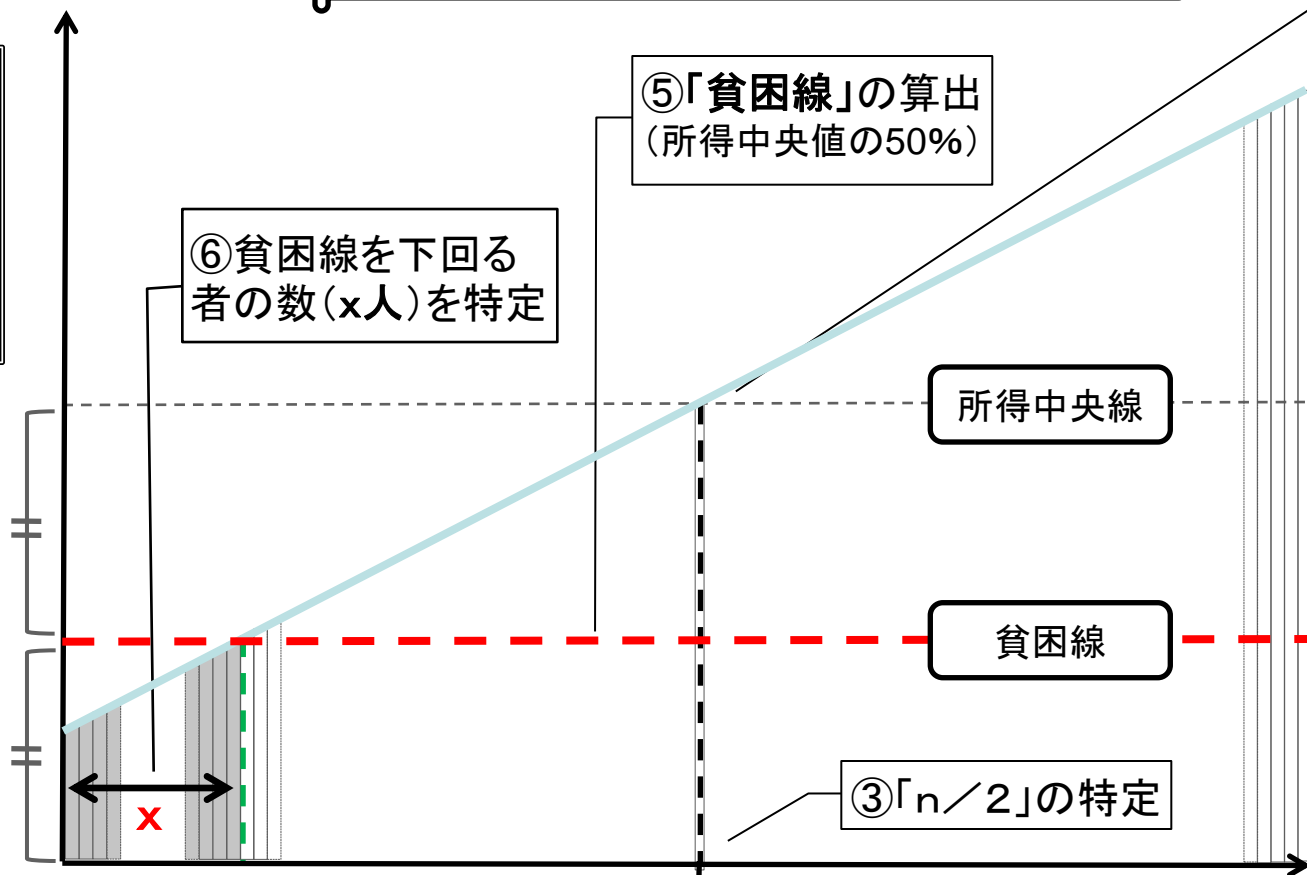 ⑤「貧困線」の算出
（所得中央値の50%）
⑥貧困線を下回る
者の数（x人）を特定
所得中央線
貧困線
③「n／2」の特定
x